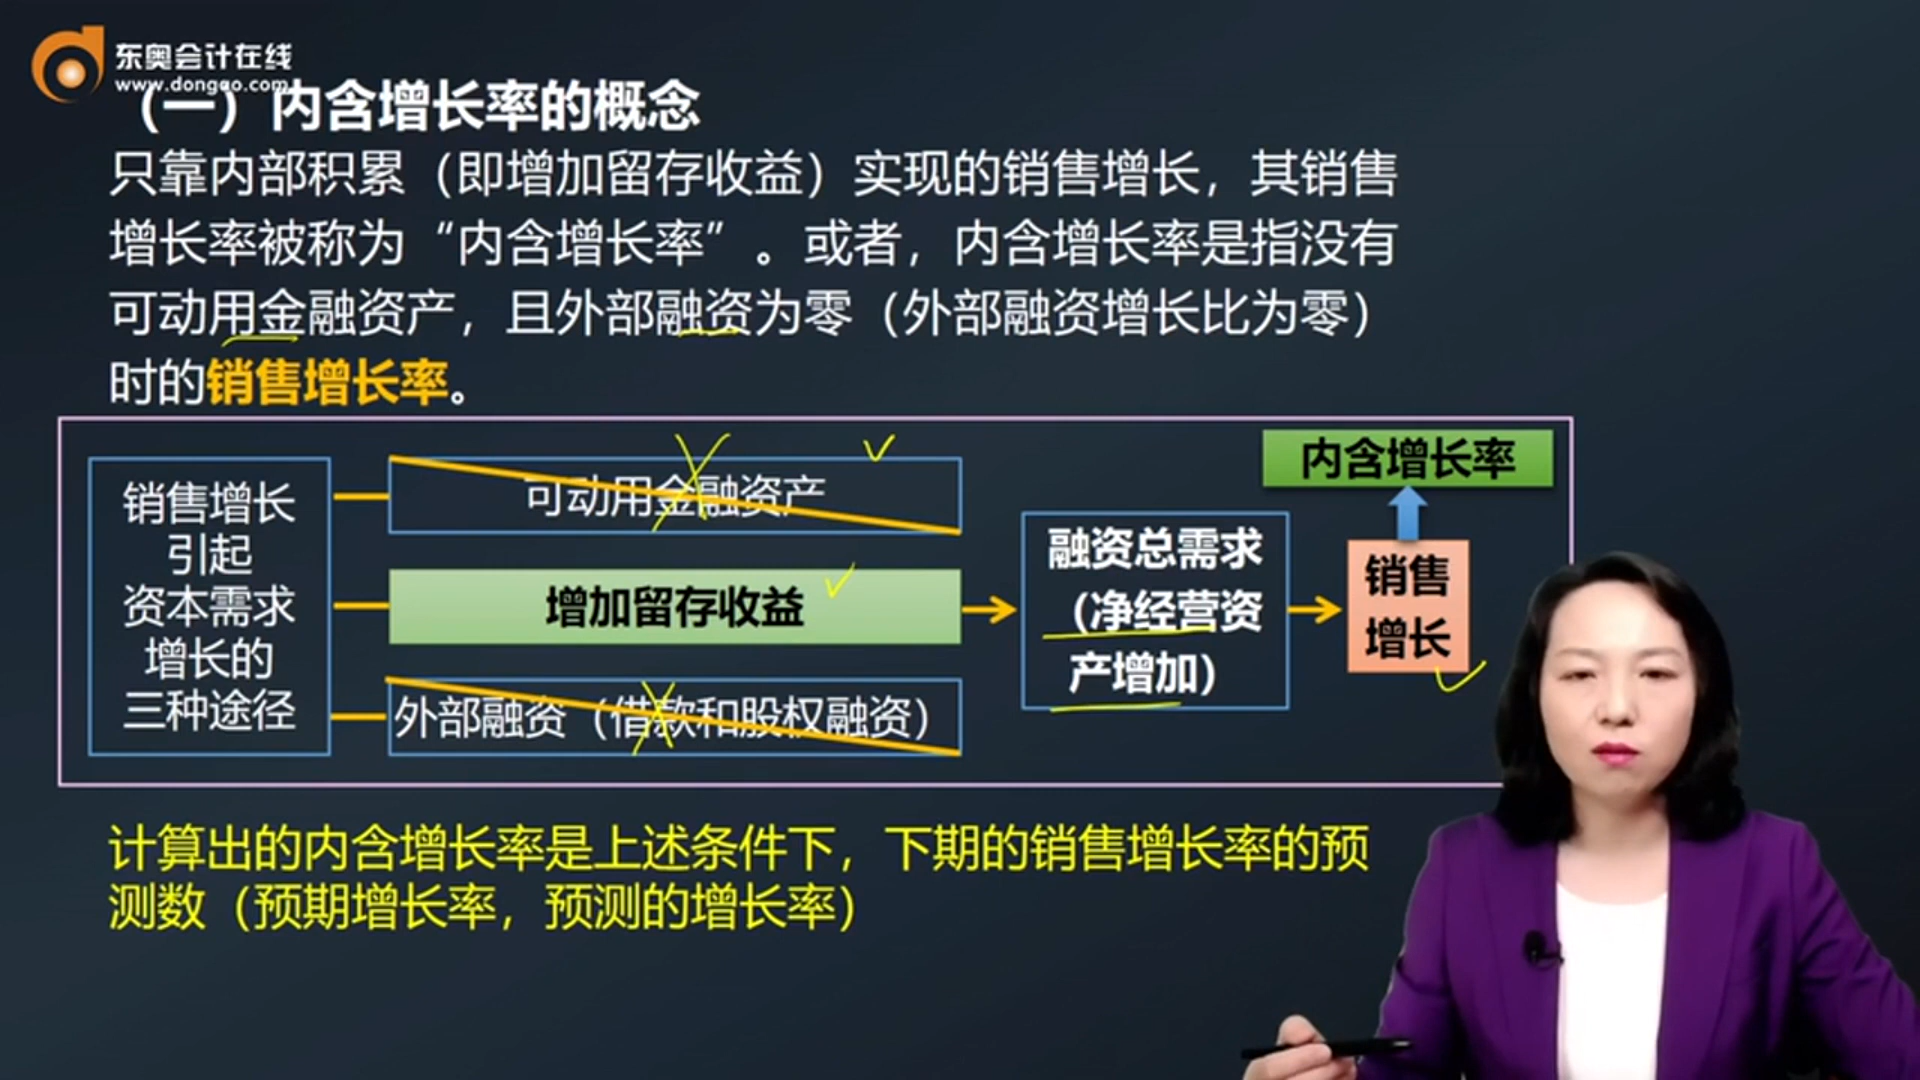 东奥会计在线
www.dongao.com
（一）内含增长率的概念
只靠内部积累（即增加留存收益）实现的销售增长，其销售
增长率被称为“内含增长率”。或者，内含增长率是指没有
可动用金融资产，且外部融资为零（外部融资增长比为零）
时的销售增长率。
销售增长
引起
资本需求
增长的
三种途径
可动用金融资产
增加留存收益
外部融资（借款和股权融资）
融资总需求
（净经营资
产增加）
内含增长率
销售
增长
计算出的内含增长率是上述条件下，下期的销售增长率的预
测数（预期增长率，预测的增长率）